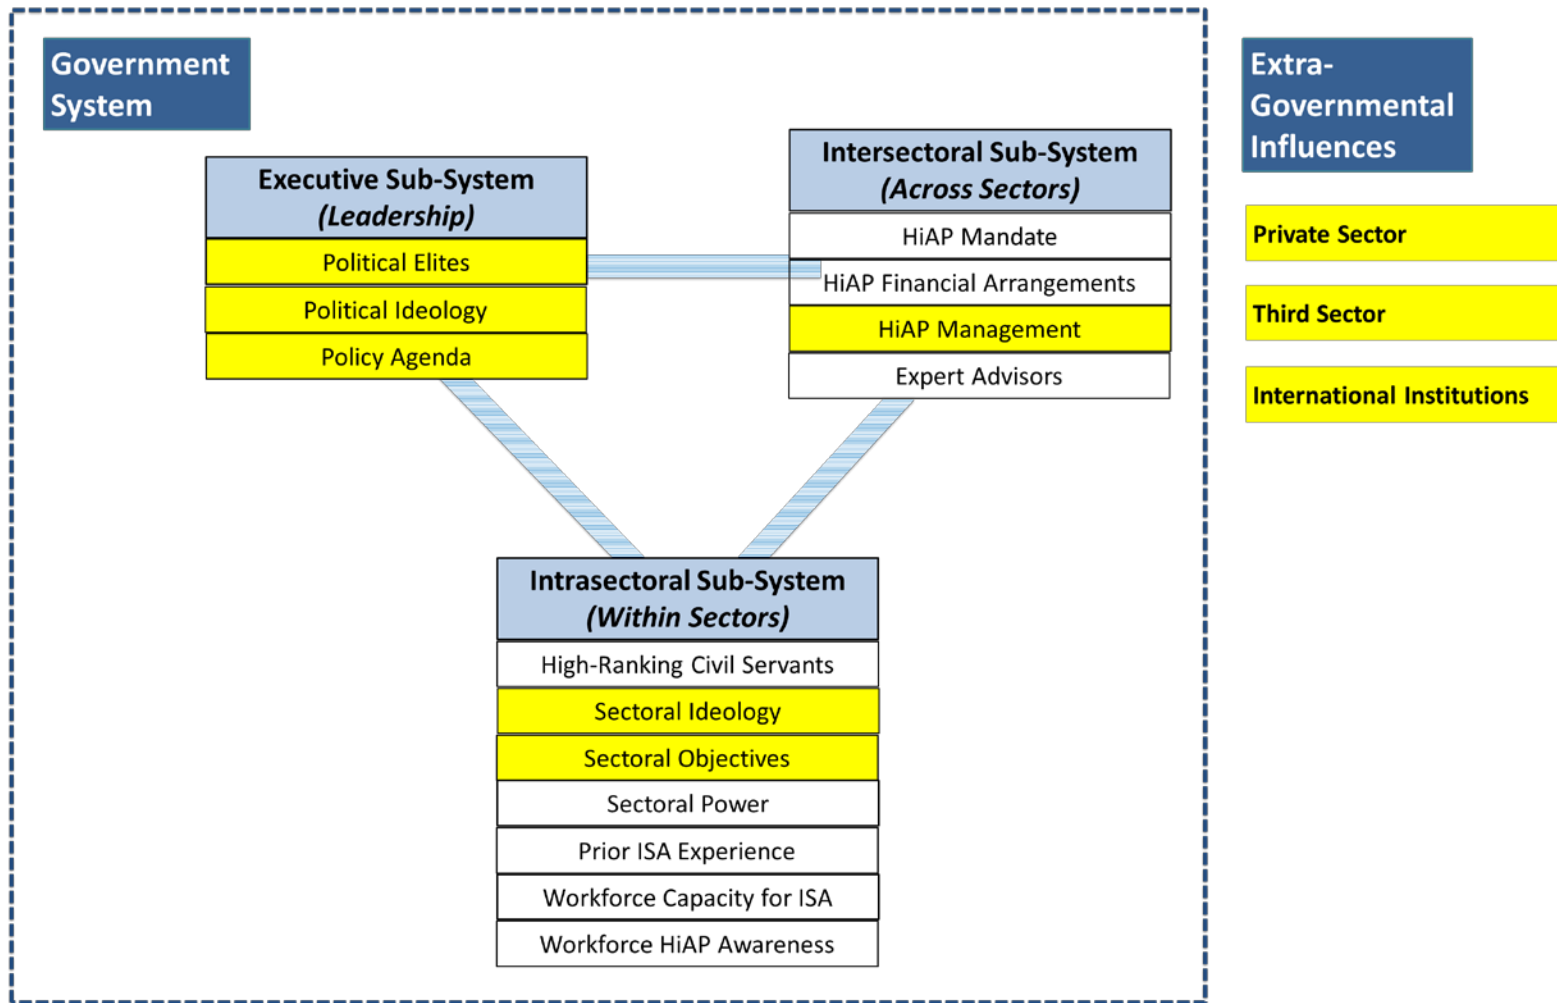 Government
System
Executive Sub-System
(Leadership)
Political Elites
Political Ideology
Policy Agenda
Intersectoral Sub-System
(Across Sectors)
HiAP Mandate
HiAP Financial Arrangements
HiAP Management
Expert Advisors
Intrasectoral Sub-System
(Within Sectors)
High-Ranking Civil Servants
Sectoral Ideology
Sectoral Objectives
Sectoral Power
Prior ISA Experience
Workforce Capacity for ISA
Workforce HiAP Awareness
Extra-
Governmental
Influences
Private Sector
Third Sector
International Institutions